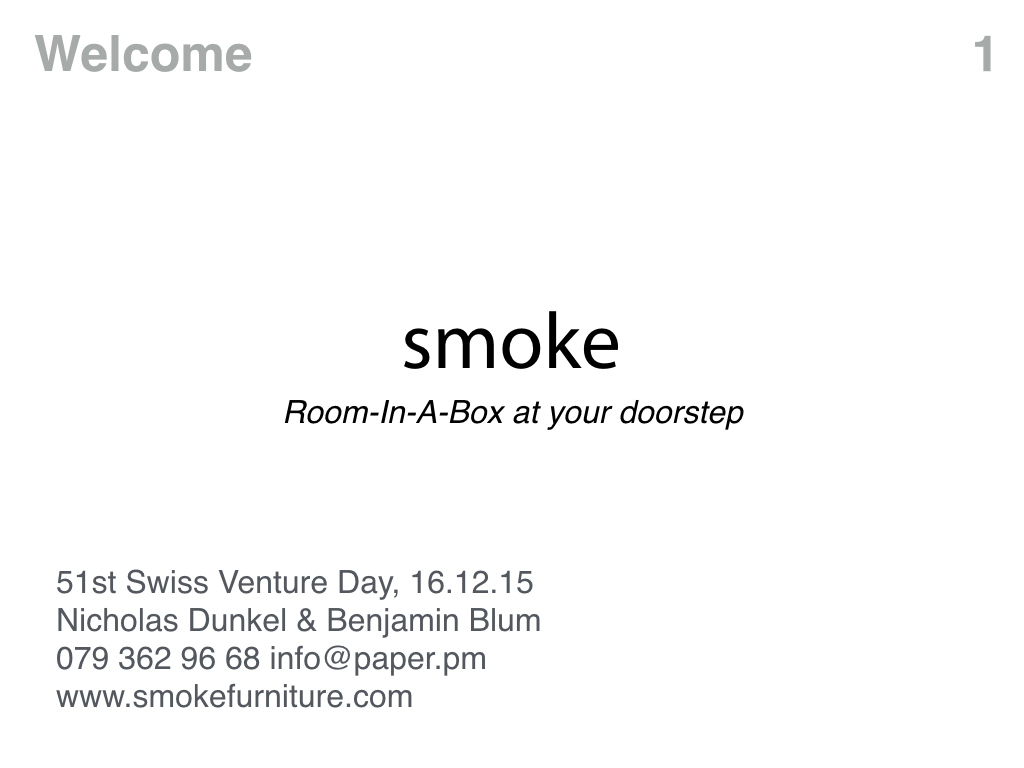 Welcome 1
smoke
Room-In-A-Box at your doorstep
51st Swiss Venture Day, 16.12.15
Nicholas Dunkel & Benjamin Blum
079 362 96 68 info@paper.pm
www.smokefurniture.com